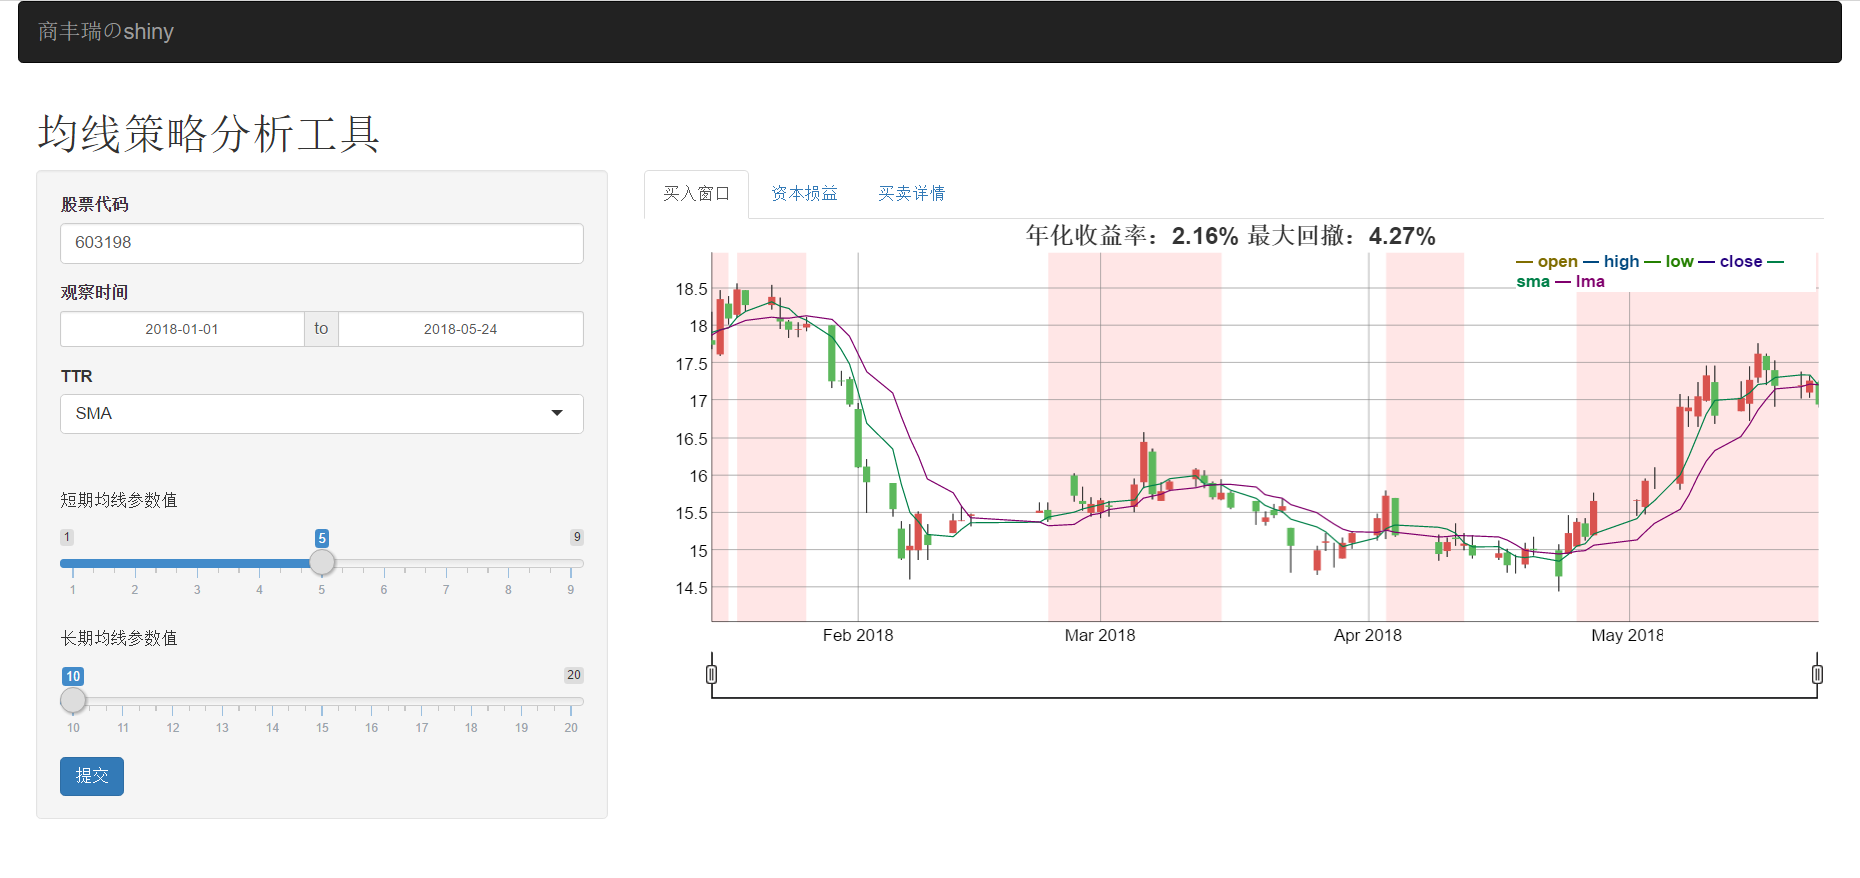 商丰瑞のshiny
均线策略分析工具
股票代码
603198
观察时间
2018-01-01 to 2018-05-24
TTR
SMA
短期均线参数值
1 5 9
1 2 3 4 5 6 7 8 9
长期均线参数值
10 20
10 11 12 13 14 15 16 17 18 19 20
提交
买入窗口 资本损益 买卖详情
年化收益率：2.16% 最大回撤：4.27%
— open — high — low — close —
sma — lma
18.5
18
17.5
17
16.5
16
15.5
15
14.5
Feb 2018 Mar 2018 Apr 2018 May 2018